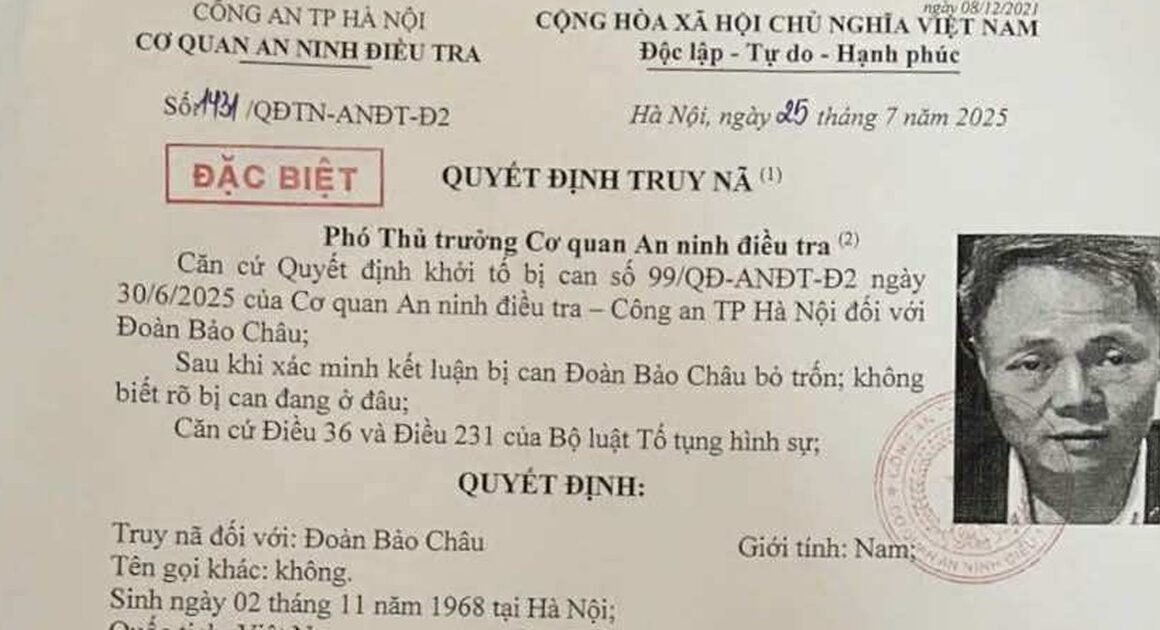 ngày 08/12/2021
CÔNG AN TP HÀ NỘI
CƠ QUAN AN NINH ĐIỀU TRA
CỘNG HÒA XÃ HỘI CHỦ NGHĨA VIỆT NAM
Độc lập - Tự do - Hạnh phúc
Số:1431/QĐTN-ANĐT-Đ2
Hà Nội, ngày 25 tháng 7 năm 2025
ĐẶC BIỆT
QUYẾT ĐỊNH TRUY NÃ (1)
Phó Thủ trưởng Cơ quan An ninh điều tra (2)
Căn cứ Quyết định khởi tố bị can số 99/QĐ-ANĐT-Đ2 ngày
30/6/2025 của Cơ quan An ninh điều tra – Công an TP Hà Nội đối với
Đoàn Bảo Châu;
Sau khi xác minh kết luận bị can Đoàn Bảo Châu bỏ trốn; không
biết rõ bị can đang ở đâu;
Căn cứ Điều 36 và Điều 231 của Bộ luật Tố tụng hình sự;
QUYẾT ĐỊNH:
Truy nã đối với: Đoàn Bảo Châu
Giới tính: Nam;
Tên gọi khác: không.
Sinh ngày 02 tháng 11 năm 1968 tại Hà Nội;